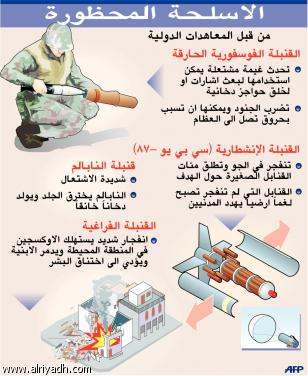 الاسلحة المحظورة
من قبل المعاهدات الدولية
القنبلة الفوسفورية الحارقة
تحدث غيمة مشتعلة يمكن
استخدامها لبعث اشارات او
لخلق حواجز دخانية
تضرب الجنود ويمكنها ان تسبب
بحروق تصل الى العظام
القنبلة الإنشطارية (سي بي يو -٨٧)
تنفجر في الجو وتطلق مئات
القنابل الصغيرة حول الهدف
القنابل التي لم تنفجر تصبح
لغما ارضيا يهدد المدنيين
قنبلة النابالم
شديدة الاشتعال
النابالم يخترق الجلد ويولد
دخانا خانقا
القنبلة الفراغية
انفجار شديد يستهلك الاوكسجين
في المنطقة المحيطة ويدمر الابنية
ويؤدي الى اختناق البشر
www.alriyadh.com
AFP